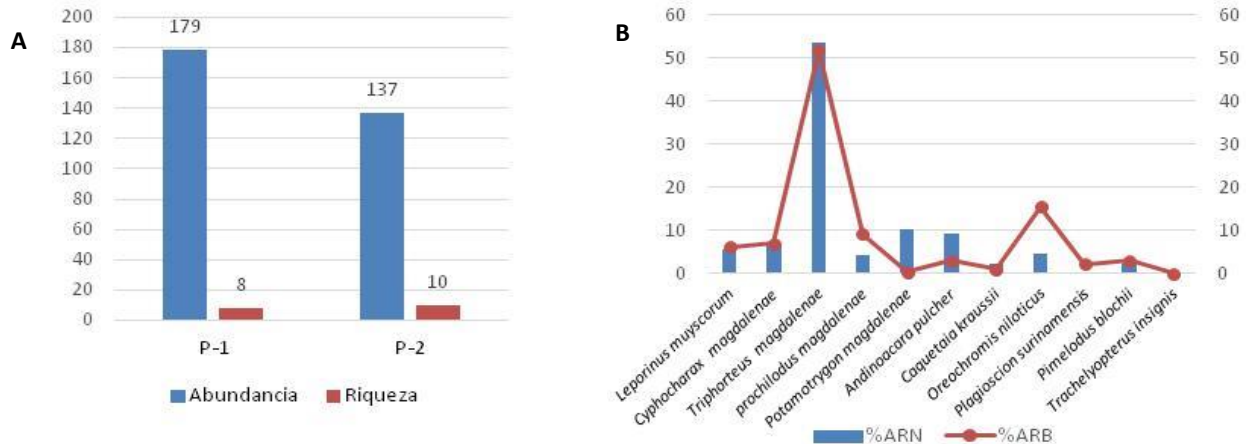 A
200
180
160
140
120
100
80
60
40
20
0
179
8
137
10
P-1
P-2
Abundancia
Riqueza
B
60
50
40
30
20
10
0
60
50
40
30
20
10
0
Leporinus muyscorum
Cyphocharax magdalenae
Triphorteus magdalenae
prochilodus magdalenae
Potamotrygon magdalenae
Andinoacara pulcher
Caquetaia kraussii
Oreochromis niloticus
Plagioscion surinamensis
Pimelodus blochii
Trachelyopterus insignis
%ARN
%ARB